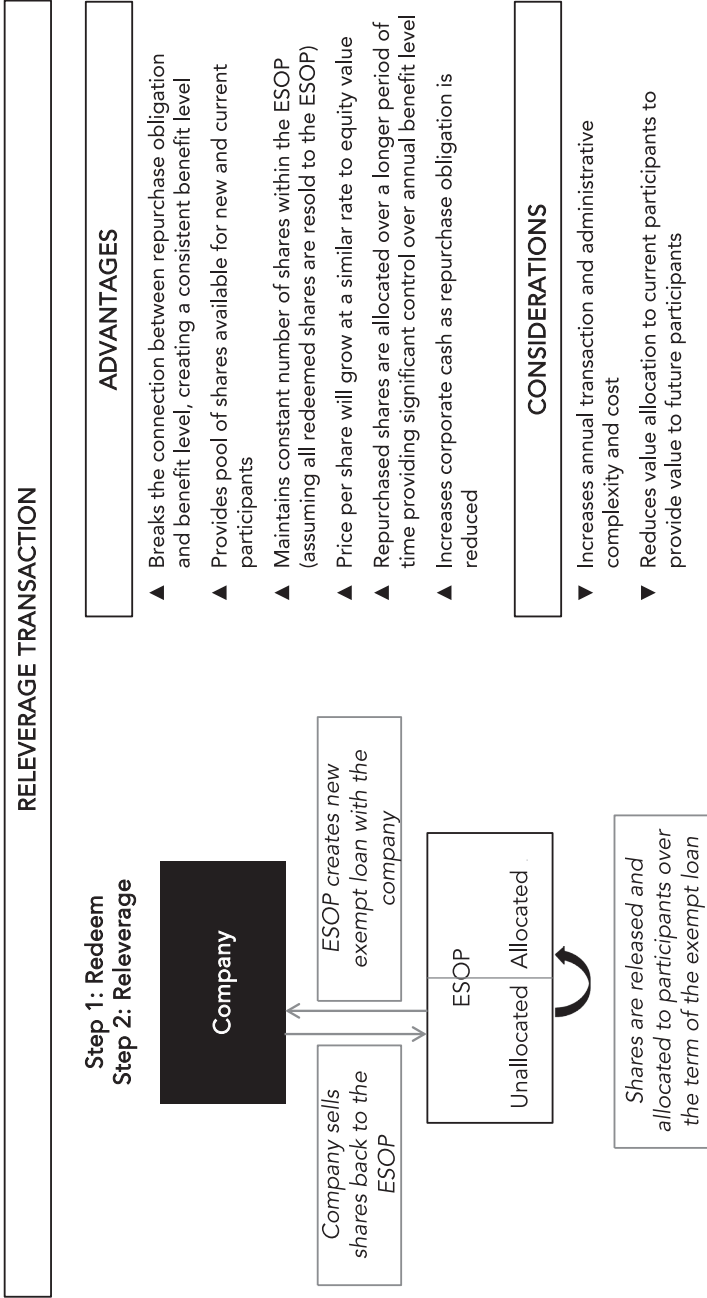 RELEVERAGE TRANSACTION
Step 1: Redeem
Step 2: Releverage
Company
Company sells
shares back to the
ESOP
ESOP creates new
exempt loan with the
company
ESOP
Unallocated
Allocated
Shares are released and
allocated to participants over
the term of the exempt loan
ADVANTAGES
▲ Breaks the connection between repurchase obligation
and benefit level, creating a consistent benefit level
▲ Provides pool of shares available for new and current
participants
▲ Maintains constant number of shares within the ESOP
(assuming all redeemed shares are resold to the ESOP)
▲ Price per share will grow at a similar rate to equity value
▲ Repurchased shares are allocated over a longer period of
time providing significant control over annual benefit level
▲ Increases corporate cash as repurchase obligation is
reduced
CONSIDERATIONS
▼ Increases annual transaction and administrative
complexity and cost
▼ Reduces value allocation to current participants to
provide value to future participants